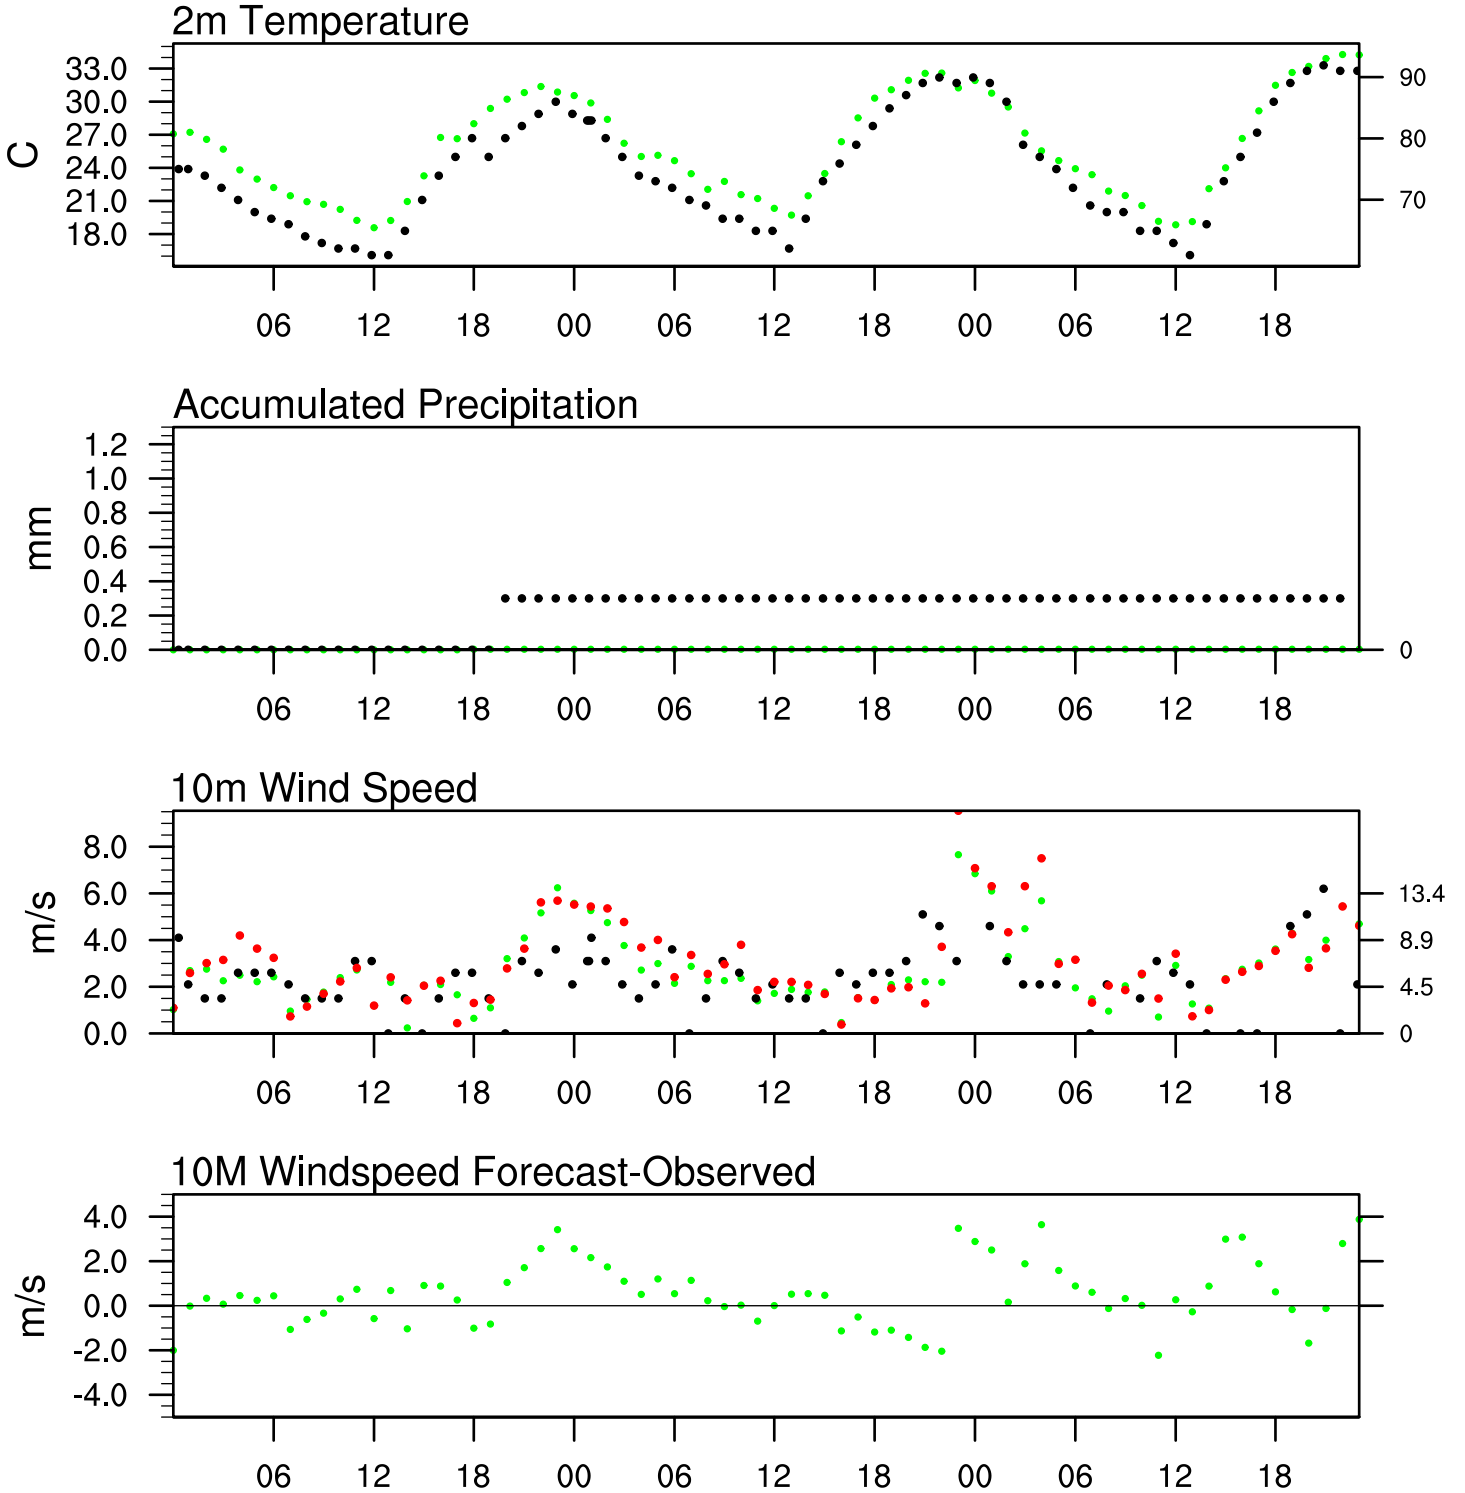 2m Temperature
33.0
30.0
27.0
24.0
21.0
18.0
C
90
80
70
06 12 18 00 06 12 18 00 06 12 18
Accumulated Precipitation
1.2
1.0
0.8
0.6
0.4
0.2
0.0
mm
0
06 12 18 00 06 12 18 00 06 12 18
10m Wind Speed
8.0
6.0
4.0
2.0
0.0
m/s
13.4
8.9
4.5
0
06 12 18 00 06 12 18 00 06 12 18
10M Windspeed Forecast-Observed
4.0
2.0
0.0
-2.0
-4.0
m/s
06 12 18 00 06 12 18 00 06 12 18